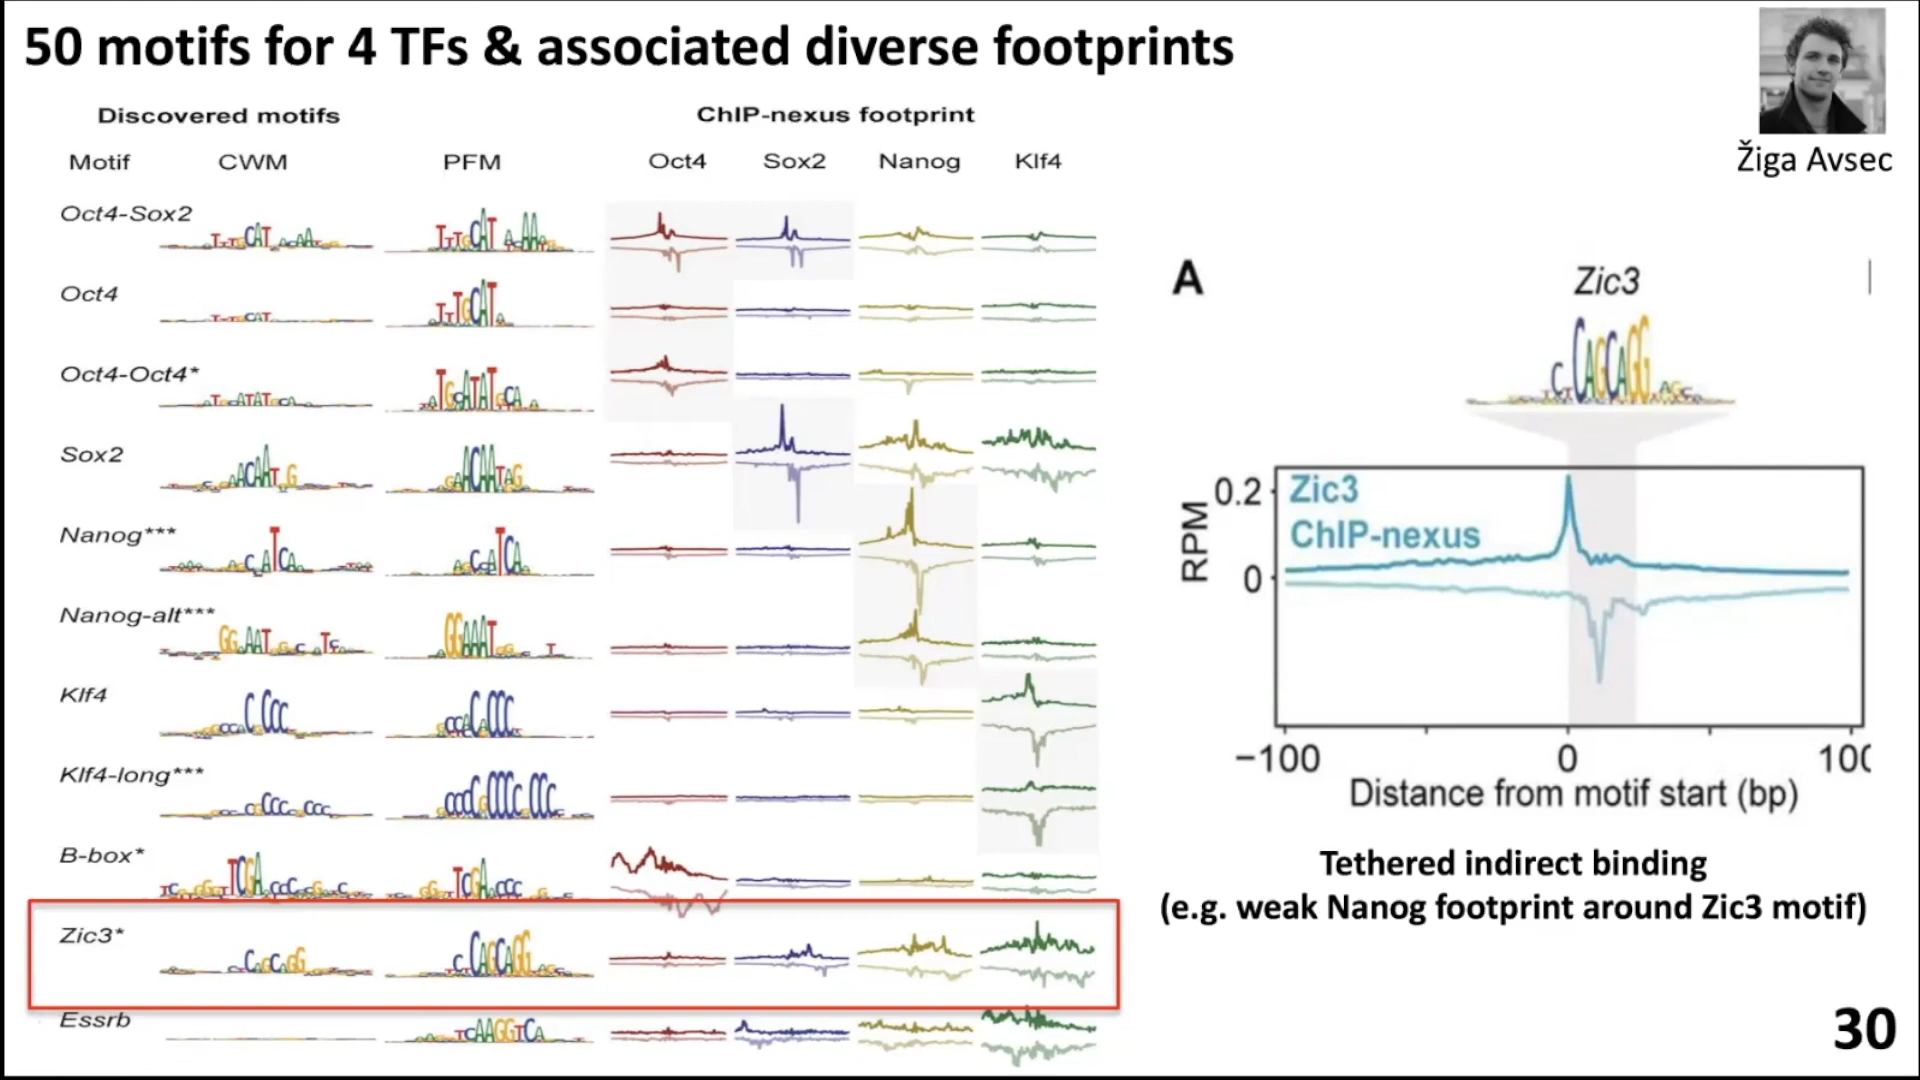 50 motifs for 4 TFs & associated diverse footprints
Žiga Avsec
Discovered motifs
ChIP-nexus footprint
Motif CWM PFM Oct4 Sox2 Nanog Klf4
Oct4-Sox2
Oct4
Oct4-Oct4*
Sox2
Nanog***
Nanog-alt***
Klf4
Klf4-long***
B-box*
Zic3*
Essrb
A
Zic3
CAGCAGG
Zic3
ChIP-nexus
RPM
0.2
0
−100 0 100
Distance from motif start (bp)
Tethered indirect binding
(e.g. weak Nanog footprint around Zic3 motif)
30